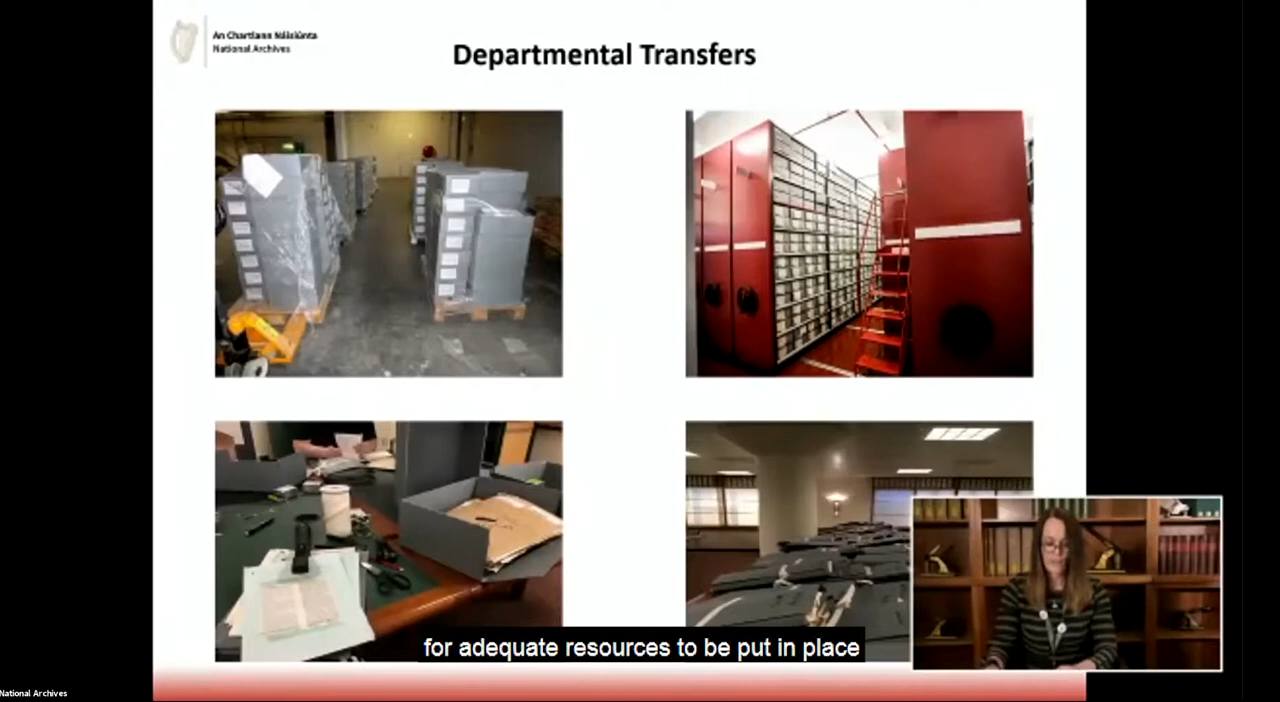 An Chartlann Náisiúnta
National Archives
Departmental Transfers
for adequate resources to be put in place
National Archives